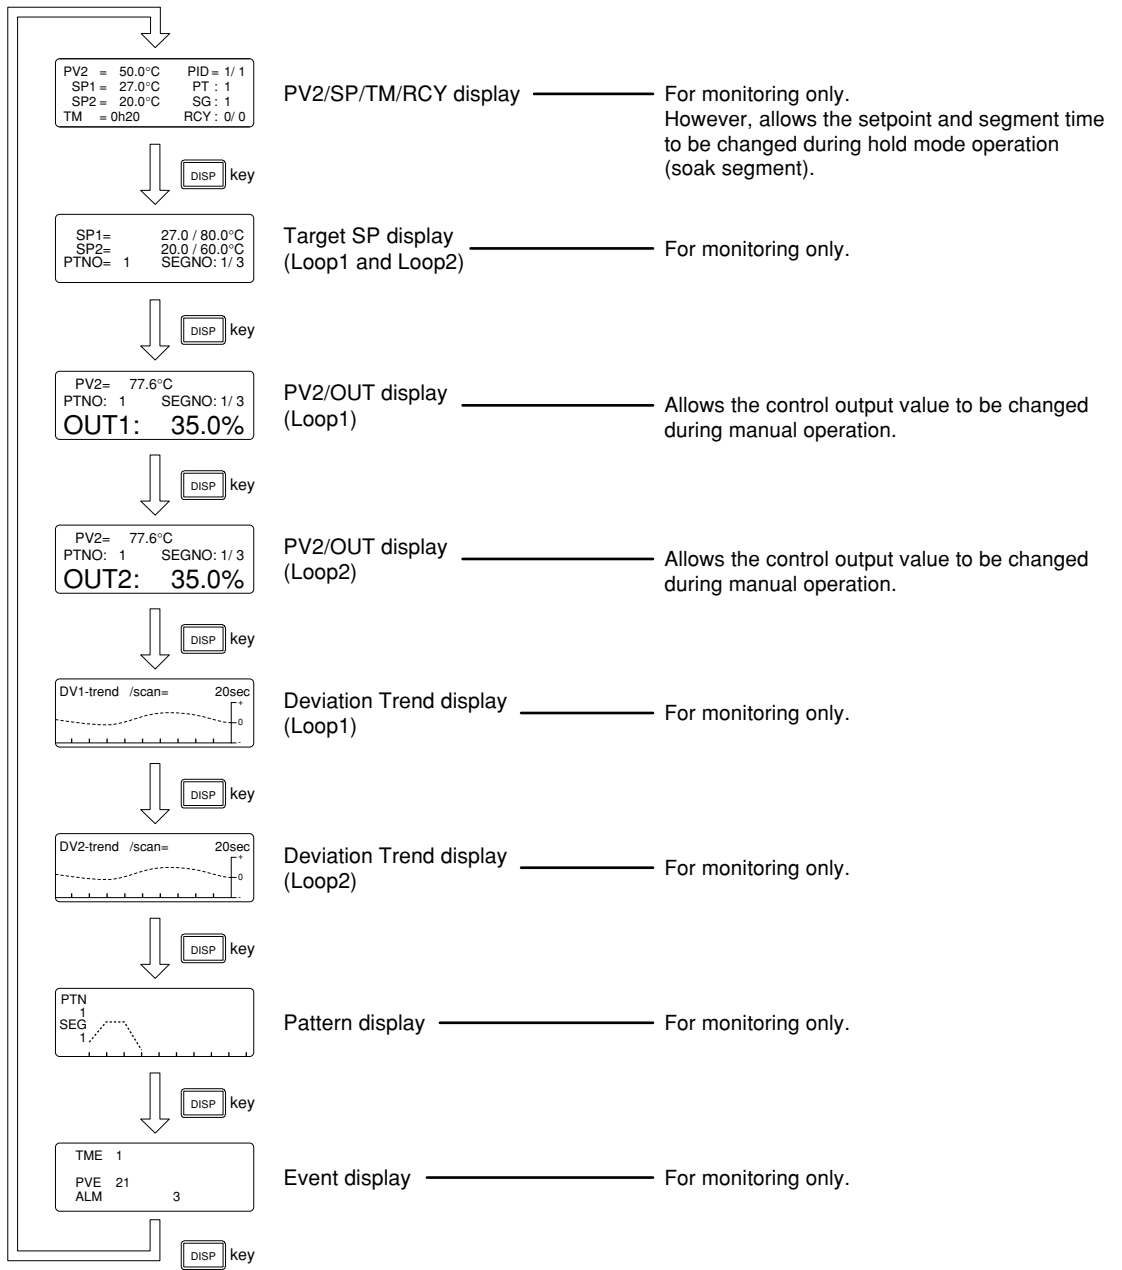 PV2 = 50.0°C PID = 1/ 1
SP1 = 27.0°C PT : 1
SP2 = 20.0°C SG : 1
TM = 0h20 RCY : 0/ 0
PV2/SP/TM/RCY display
For monitoring only.
However, allows the setpoint and segment time
to be changed during hold mode operation
(soak segment).
DISP key
SP1= 27.0 / 80.0°C
SP2= 20.0 / 60.0°C
PTNO= 1 SEGNO: 1/ 3
Target SP display
(Loop1 and Loop2)
For monitoring only.
DISP key
PV2= 77.6°C
PTNO: 1 SEGNO: 1/ 3
OUT1: 35.0%
PV2/OUT display
(Loop1)
Allows the control output value to be changed
during manual operation.
DISP key
PV2= 77.6°C
PTNO: 1 SEGNO: 1/ 3
OUT2: 35.0%
PV2/OUT display
(Loop2)
Allows the control output value to be changed
during manual operation.
DISP key
DV1-trend /scan= 20sec
+
0
-
Deviation Trend display
(Loop1)
For monitoring only.
DISP key
DV2-trend /scan= 20sec
+
0
-
Deviation Trend display
(Loop2)
For monitoring only.
DISP key
PTN
1
SEG
1
Pattern display
For monitoring only.
DISP key
TME 1
PVE 21
ALM 3
Event display
For monitoring only.
DISP key